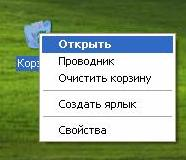 Открыть
Проводник
Очистить корзину
Создать ярлык
Свойства